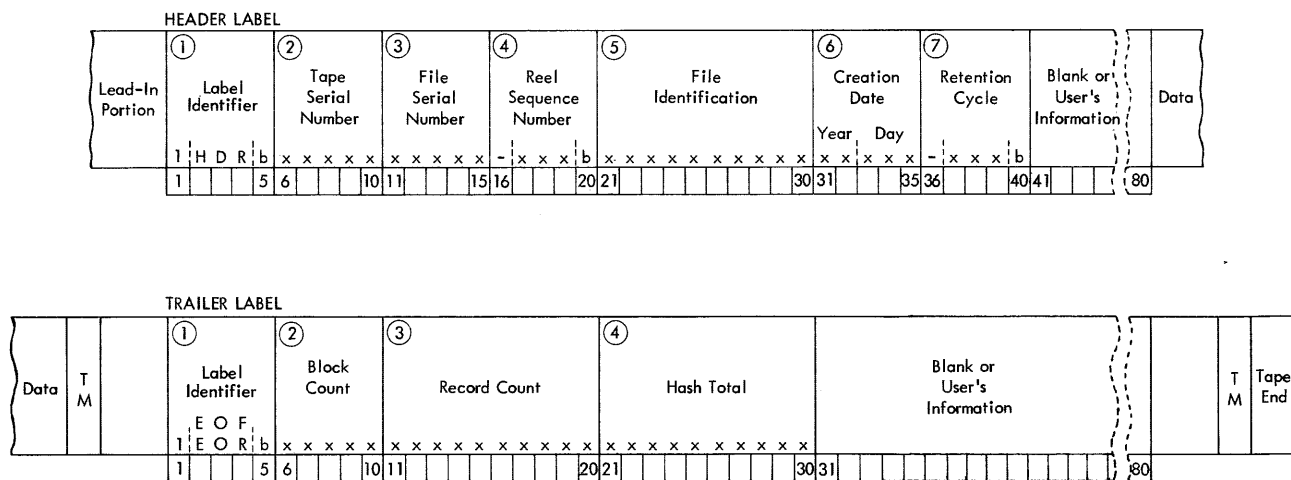 HEADER LABEL
① ② ③ ④ ⑤ ⑥ ⑦
Lead-In Portion
Label Identifier
Tape Serial Number
File Serial Number
Reel Sequence Number
File Identification
Creation Date
Year Day
Retention Cycle
Blank or User's Information
Data
1 H D R b x x x x x x x x x x - x x x b x x x x x x x x x x x x x x x - x x x b
1 5 6 10 11 15 16 20 21 30 31 35 36 40 41 80
TRAILER LABEL
① ② ③ ④
Data
T M
Label Identifier
Block Count
Record Count
Hash Total
Blank or User's Information
T M
Tape End
E O F
1 E O R b x x x x x x x x x x x x x x x x x x x x x x x x x
1 5 6 10 11 20 21 30 31 80